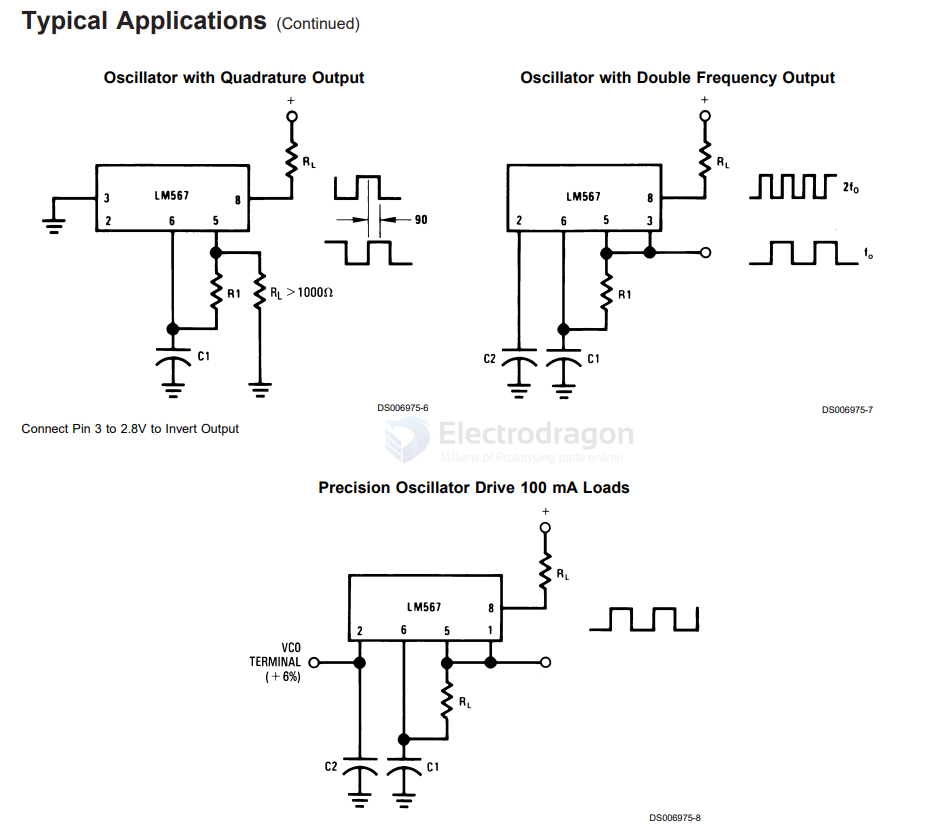 Typical Applications (Continued)
Oscillator with Quadrature Output
+
RL
3
LM567
8
2
6
5
90
R1
RL >1000Ω
C1
DS006975-6
Connect Pin 3 to 2.8V to Invert Output
Oscillator with Double Frequency Output
+
RL
LM567
8
2
6
5
3
2fo
fo
R1
C2
C1
DS006975-7
Electrodragon
Millions of Prototyping parts online!
Precision Oscillator Drive 100 mA Loads
+
RL
LM567
8
2
6
5
1
VCO
TERMINAL
(+6%)
RL
C2
C1
DS006975-8